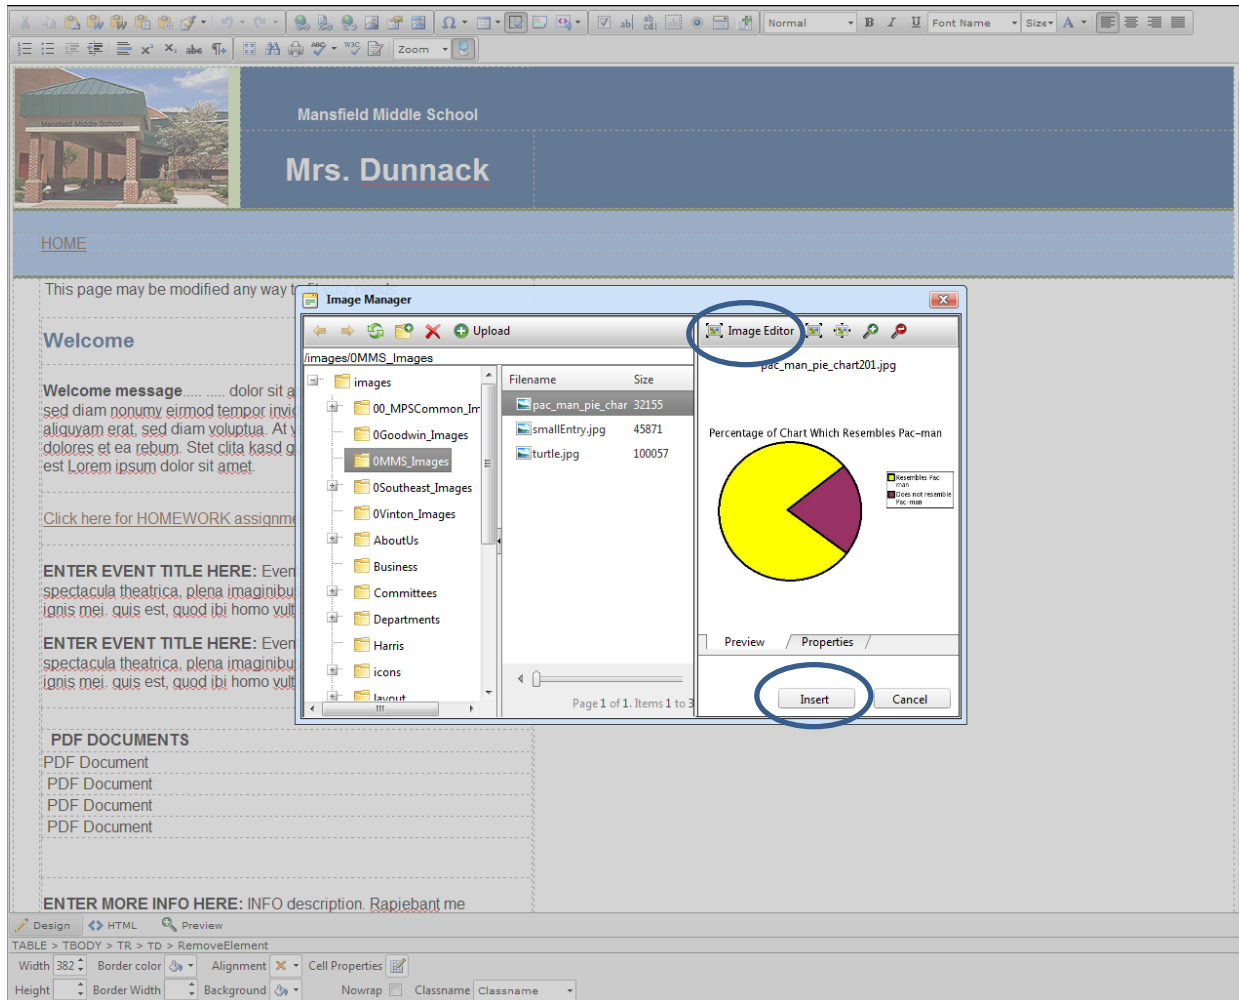 Normal
B I U
Font Name
Size
A
ABC
W3C
Zoom
Mansfield Middle School
Mansfield Middle School
Mrs. Dunnack
HOME
This page may be modified any way t
Welcome
Welcome message..... ..... dolor sit a
sed diam nonumy eirmod tempor invid
aliquyam erat, sed diam voluptua. At v
dolores et ea rebum. Stet clita kasd g
est Lorem ipsum dolor sit amet.
Click here for HOMEWORK assignme
ENTER EVENT TITLE HERE: Even
spectacula theatrica, plena imaginibu
ignis mei. quis est, quod ibi homo vult
ENTER EVENT TITLE HERE: Even
spectacula theatrica, plena imaginibu
ignis mei. quis est, quod ibi homo vult
PDF DOCUMENTS
PDF Document
PDF Document
PDF Document
PDF Document
ENTER MORE INFO HERE: INFO description. Rapiebant me
Image Manager
Upload
/images/0MMS_Images
images
00_MPSCommon_Im
0Goodwin_Images
0MMS_Images
0Southeast_Images
0Vinton_Images
AboutUs
Business
Committees
Departments
Harris
icons
layout
Filename Size
pac_man_pie_char 32155
smallEntry.jpg 45871
turtle.jpg 100057
Page 1 of 1. Items 1 to 3
Image Editor
pac_man_pie_chart201.jpg
Percentage of Chart Which Resembles Pac-man
Resembles Pac-
man
Does not resemble
Pac-man
Preview Properties
Insert Cancel
Design HTML Preview
TABLE > TBODY > TR > TD > RemoveElement
Width 382 Border color Alignment Cell Properties
Height Border Width Background Nowrap Classname Classname